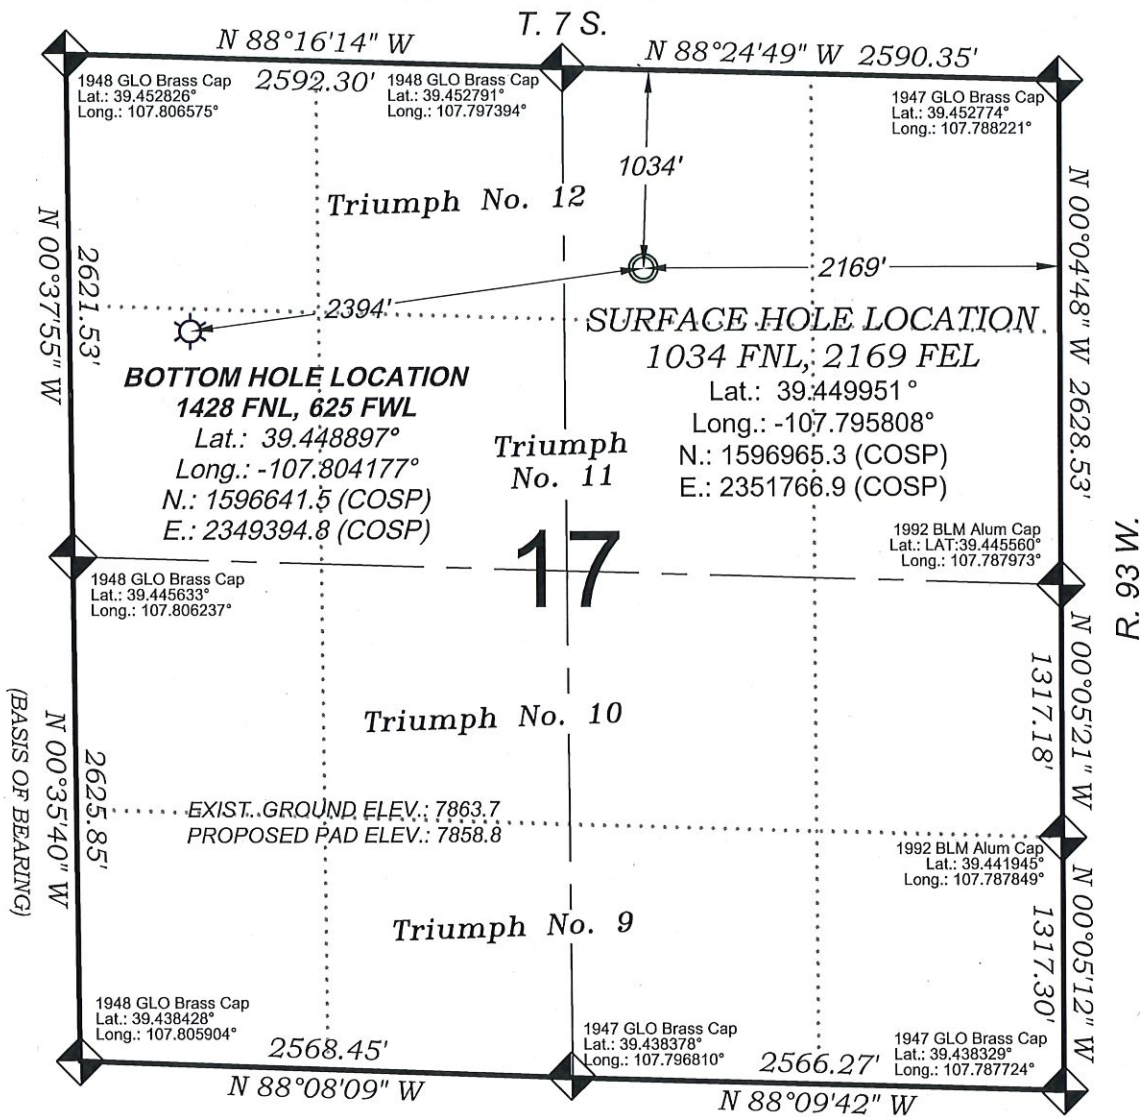 T. 7 S.
N 88°16'14" W
2592.30'
N 88°24'49" W 2590.35'
1948 GLO Brass Cap
Lat.: 39.452826°
Long.: 107.806575°
1948 GLO Brass Cap
Lat.: 39.452791°
Long.: 107.797394°
1947 GLO Brass Cap
Lat.: 39.452774°
Long.: 107.788221°
1034'
Triumph No. 12
N 00°37'55" W
2621.53'
N 00°04'48" W 2628.53'
2169'
2394'
SURFACE HOLE LOCATION
1034 FNL, 2169 FEL
Lat.: 39.449951°
Long.: -107.795808°
N.: 1596965.3 (COSP)
E.: 2351766.9 (COSP)
BOTTOM HOLE LOCATION
1428 FNL, 625 FWL
Lat.: 39.448897°
Long.: -107.804177°
N.: 1596641.5 (COSP)
E.: 2349394.8 (COSP)
Triumph
No. 11
17
1992 BLM Alum Cap
Lat.: LAT:39.445560°
Long.: 107.787973°
R. 93 W.
1948 GLO Brass Cap
Lat.: 39.445633°
Long.: 107.806237°
N 00°05'21" W
1317.18'
Triumph No. 10
(BASIS OF BEARING)
N 00°35'40" W
2625.85'
EXIST. GROUND ELEV.: 7863.7
PROPOSED PAD ELEV.: 7858.8
1992 BLM Alum Cap
Lat.: 39.441945°
Long.: 107.787849°
N 00°05'12" W
1317.30'
Triumph No. 9
1948 GLO Brass Cap
Lat.: 39.438428°
Long.: 107.805904°
1947 GLO Brass Cap
Lat.: 39.438378°
Long.: 107.796810°
1947 GLO Brass Cap
Lat.: 39.438329°
Long.: 107.787724°
2568.45'
N 88°08'09" W
2566.27'
N 88°09'42" W